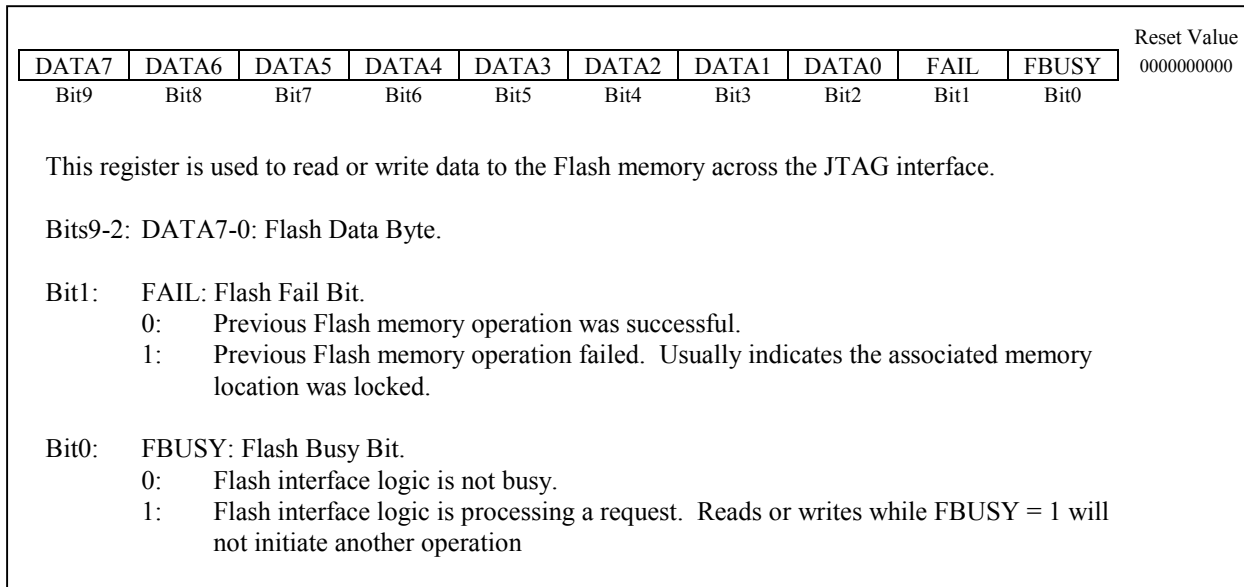 Reset Value
DATA7 DATA6 DATA5 DATA4 DATA3 DATA2 DATA1 DATA0 FAIL FBUSY 0000000000
Bit9 Bit8 Bit7 Bit6 Bit5 Bit4 Bit3 Bit2 Bit1 Bit0
This register is used to read or write data to the Flash memory across the JTAG interface.
Bits9-2: DATA7-0: Flash Data Byte.
Bit1: FAIL: Flash Fail Bit.
0: Previous Flash memory operation was successful.
1: Previous Flash memory operation failed. Usually indicates the associated memory
location was locked.
Bit0: FBUSY: Flash Busy Bit.
0: Flash interface logic is not busy.
1: Flash interface logic is processing a request. Reads or writes while FBUSY = 1 will
not initiate another operation